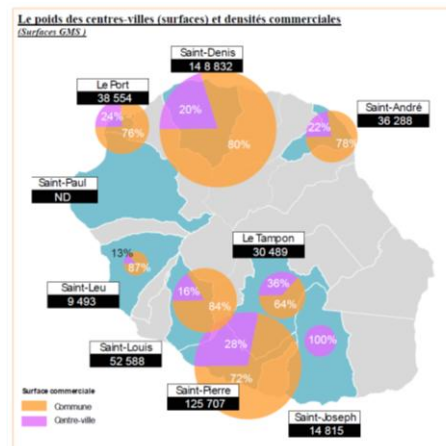 Le poids des centres-villes (surfaces) et densités commerciales
(Surfaces GMS )
Saint-Denis
14 8 832
20%
80%
Le Port
38 554
24%
76%
Saint-André
36 288
22%
78%
Saint-Paul
ND
13%
87%
Saint-Leu
9 493
Le Tampon
30 489
36%
64%
16%
84%
Saint-Louis
52 588
28%
72%
Saint-Pierre
125 707
100%
Saint-Joseph
14 815
Surface commerciale
Commune
Centre-ville